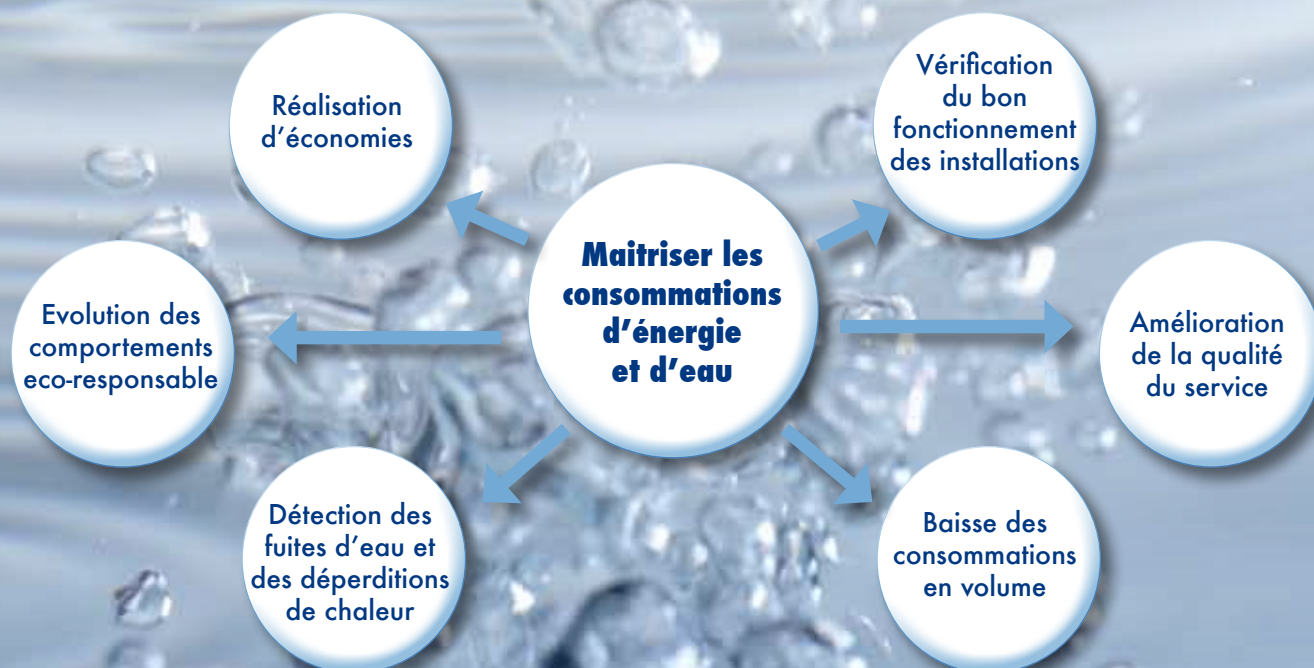 Réalisation
d'économies
Vérification
du bon
fonctionnement
des installations
Maitriser les
consommations
d'énergie
et d'eau
Evolution des
comportements
eco-responsable
Amélioration
de la qualité
du service
Détection des
fuites d'eau et
des déperditions
de chaleur
Baisse des
consommations
en volume